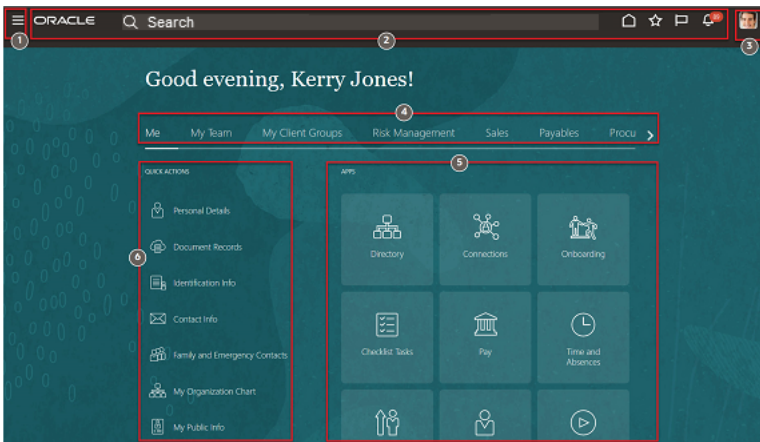 ORACLE Search
1
2
3
Good evening, Kerry Jones!
4
Me My Team My Client Groups Risk Management Sales Payables Procu
5
QUICK ACTIONS
APPS
Personal Details
Document Records
6
Identification Info
Contact Info
Family and Emergency Contacts
My Organization Chart
My Public Info
Directory Connections Onboarding
Checklist Tasks Pay Time and
Absences